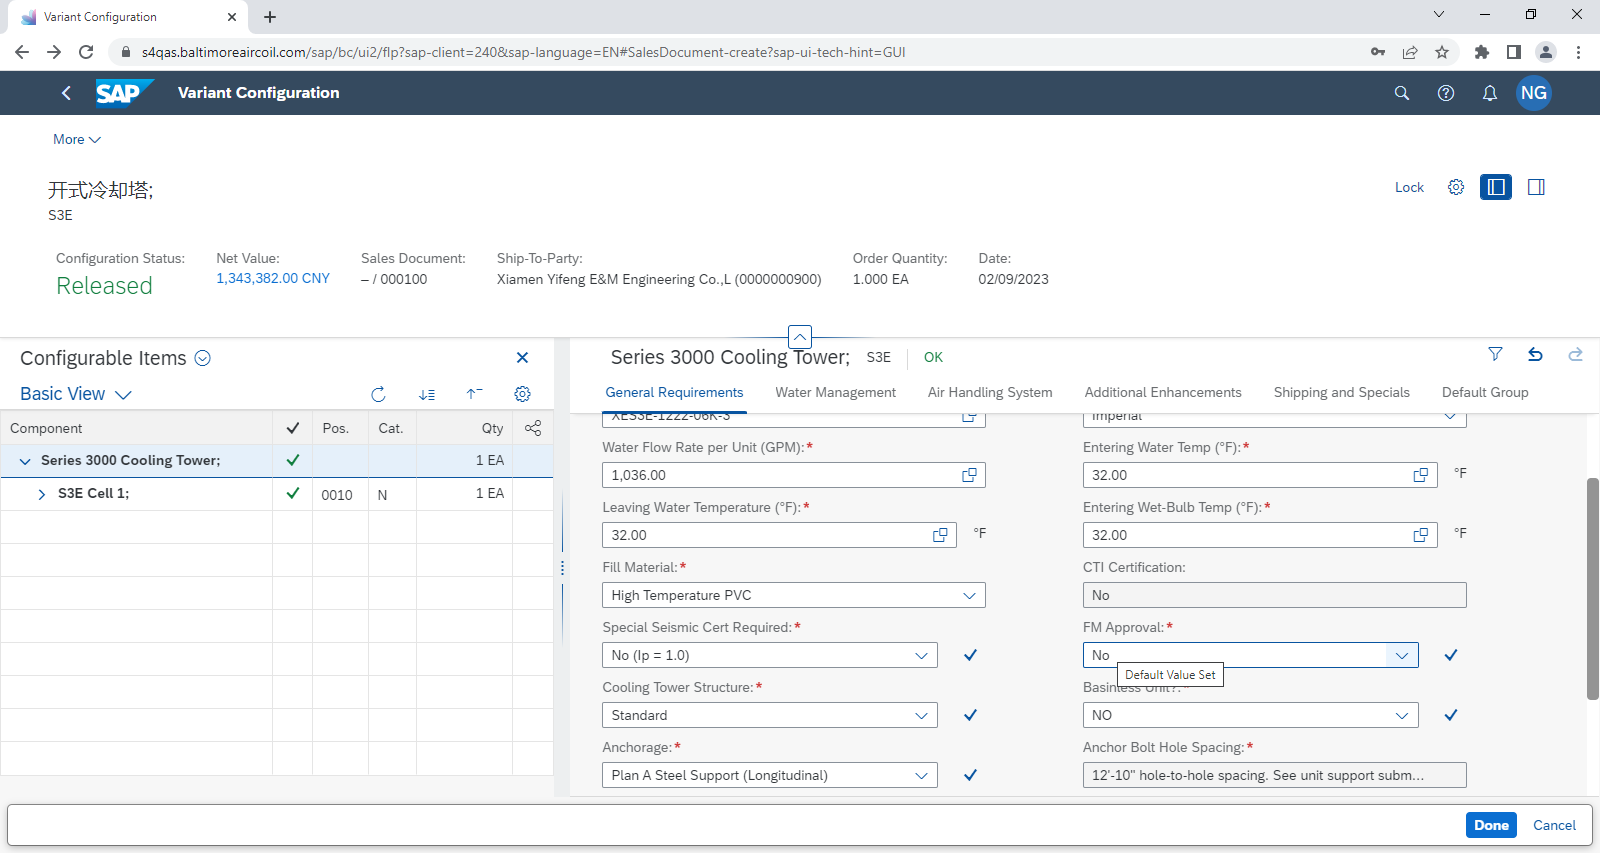 Variant Configuration
s4qas.baltimoreaircoil.com/sap/bc/ui2/flp?sap-client=240&sap-language=EN#SalesDocument-create?sap-ui-tech-hint=GUI
SAP Variant Configuration NG
More
开式冷却塔;
S3E
Lock
Configuration Status: Net Value: Sales Document: Ship-To-Party: Order Quantity: Date:
Released 1,343,382.00 CNY – / 000100 Xiamen Yifeng E&M Engineering Co.,L (0000000900) 1.000 EA 02/09/2023
Configurable Items
Basic View
Component Pos. Cat. Qty
Series 3000 Cooling Tower; 1 EA
S3E Cell 1; 0010 N 1 EA
Series 3000 Cooling Tower; S3E OK
General Requirements Water Management Air Handling System Additional Enhancements Shipping and Specials Default Group
XES3E-1222-06K-3 Imperial
Water Flow Rate per Unit (GPM):* Entering Water Temp (°F):*
1,036.00 32.00 °F
Leaving Water Temperature (°F):* Entering Wet-Bulb Temp (°F):*
32.00 °F 32.00 °F
Fill Material:* CTI Certification:
High Temperature PVC No
Special Seismic Cert Required:* FM Approval:*
No (Ip = 1.0) No
Default Value Set
Cooling Tower Structure:* Basinless Unit?:*
Standard NO
Anchorage:* Anchor Bolt Hole Spacing:*
Plan A Steel Support (Longitudinal) 12'-10" hole-to-hole spacing. See unit support subm...
Done Cancel